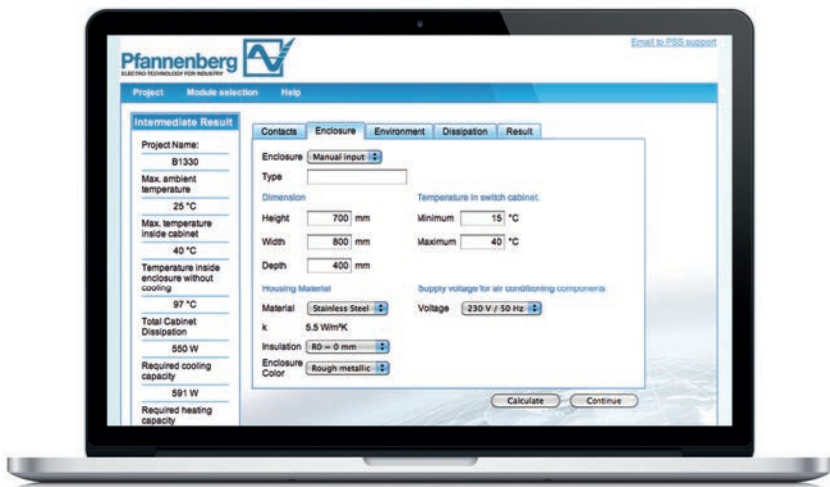 Pfannenberg
ELECTRO-TECHNOLOGY FOR INDUSTRY
Email to PSS support
Project Module selection Help
Intermediate Result
Project Name:
B1330
Max. ambient
temperature
25 °C
Max. temperature
inside cabinet
40 °C
Temperature inside
enclosure without
cooling
97 °C
Total Cabinet
Dissipation
550 W
Required cooling
capacity
591 W
Required heating
capacity
Contacts Enclosure Environment Dissipation Result
Enclosure Manual input
Type
Dimension Temperature in switch cabinet.
Height 700 mm Minimum 15 °C
Width 800 mm Maximum 40 °C
Depth 400 mm
Housing Material Supply voltage for air conditioning components
Material Stainless Steel Voltage 230 V / 50 Hz
k 5.5 W/m²K
Insulation R0 = 0 mm
Enclosure
Color Rough metallic
Calculate Continue